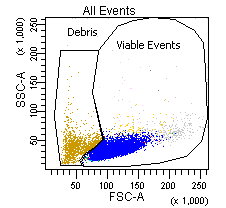 All Events
(x 1,000)
SSC-A
250
200
150
100
50
Debris
Viable Events
50
100
150
200
250
FSC-A
(x 1,000)